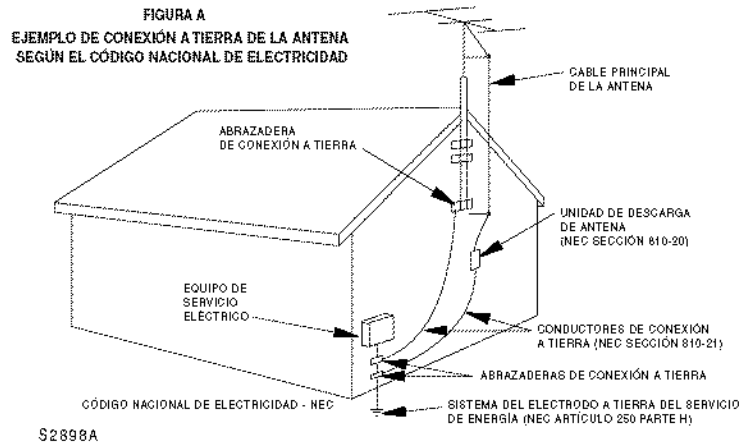 FIGURA A
EJEMPLO DE CONEXIÓN A TIERRA DE LA ANTENA
SEGÚN EL CÓDIGO NACIONAL DE ELECTRICIDAD
CABLE PRINCIPAL
DE LA ANTENA
ABRAZADERA
DE CONEXIÓN A TIERRA
UNIDAD DE DESCARGA
DE ANTENA
(NEC SECCIÓN 810-20)
EQUIPO DE
SERVICIO
ELÉCTRICO
CONDUCTORES DE CONEXIÓN
A TIERRA (NEC SECCIÓN 810-21)
ABRAZADERAS DE CONEXIÓN A TIERRA
CÓDIGO NACIONAL DE ELECTRICIDAD - NEC
SISTEMA DEL ELECTRODO A TIERRA DEL SERVICIO
DE ENERGÍA (NEC ARTÍCULO 250 PARTE H)
S2898A